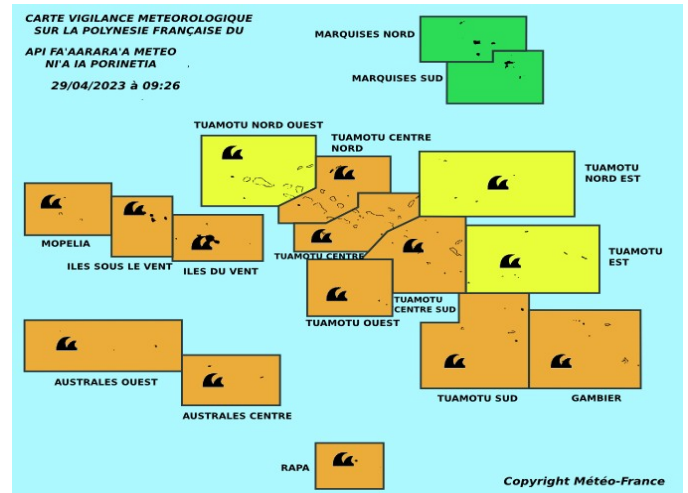 CARTE VIGILANCE METEOROLOGIQUE
SUR LA POLYNESIE FRANÇAISE DU
API FA'AARARA'A METEO
NI'A IA PORINETIA
29/04/2023 à 09:26
MARQUISES NORD
MARQUISES SUD
TUAMOTU NORD OUEST
TUAMOTU CENTRE
NORD
TUAMOTU
NORD EST
MOPELIA
ILES SOUS LE VENT
ILES DU VENT
TUAMOTU CENTRE
TUAMOTU
EST
TUAMOTU
CENTRE SUD
TUAMOTU OUEST
AUSTRALES OUEST
AUSTRALES CENTRE
TUAMOTU SUD
GAMBIER
RAPA
Copyright Météo-France